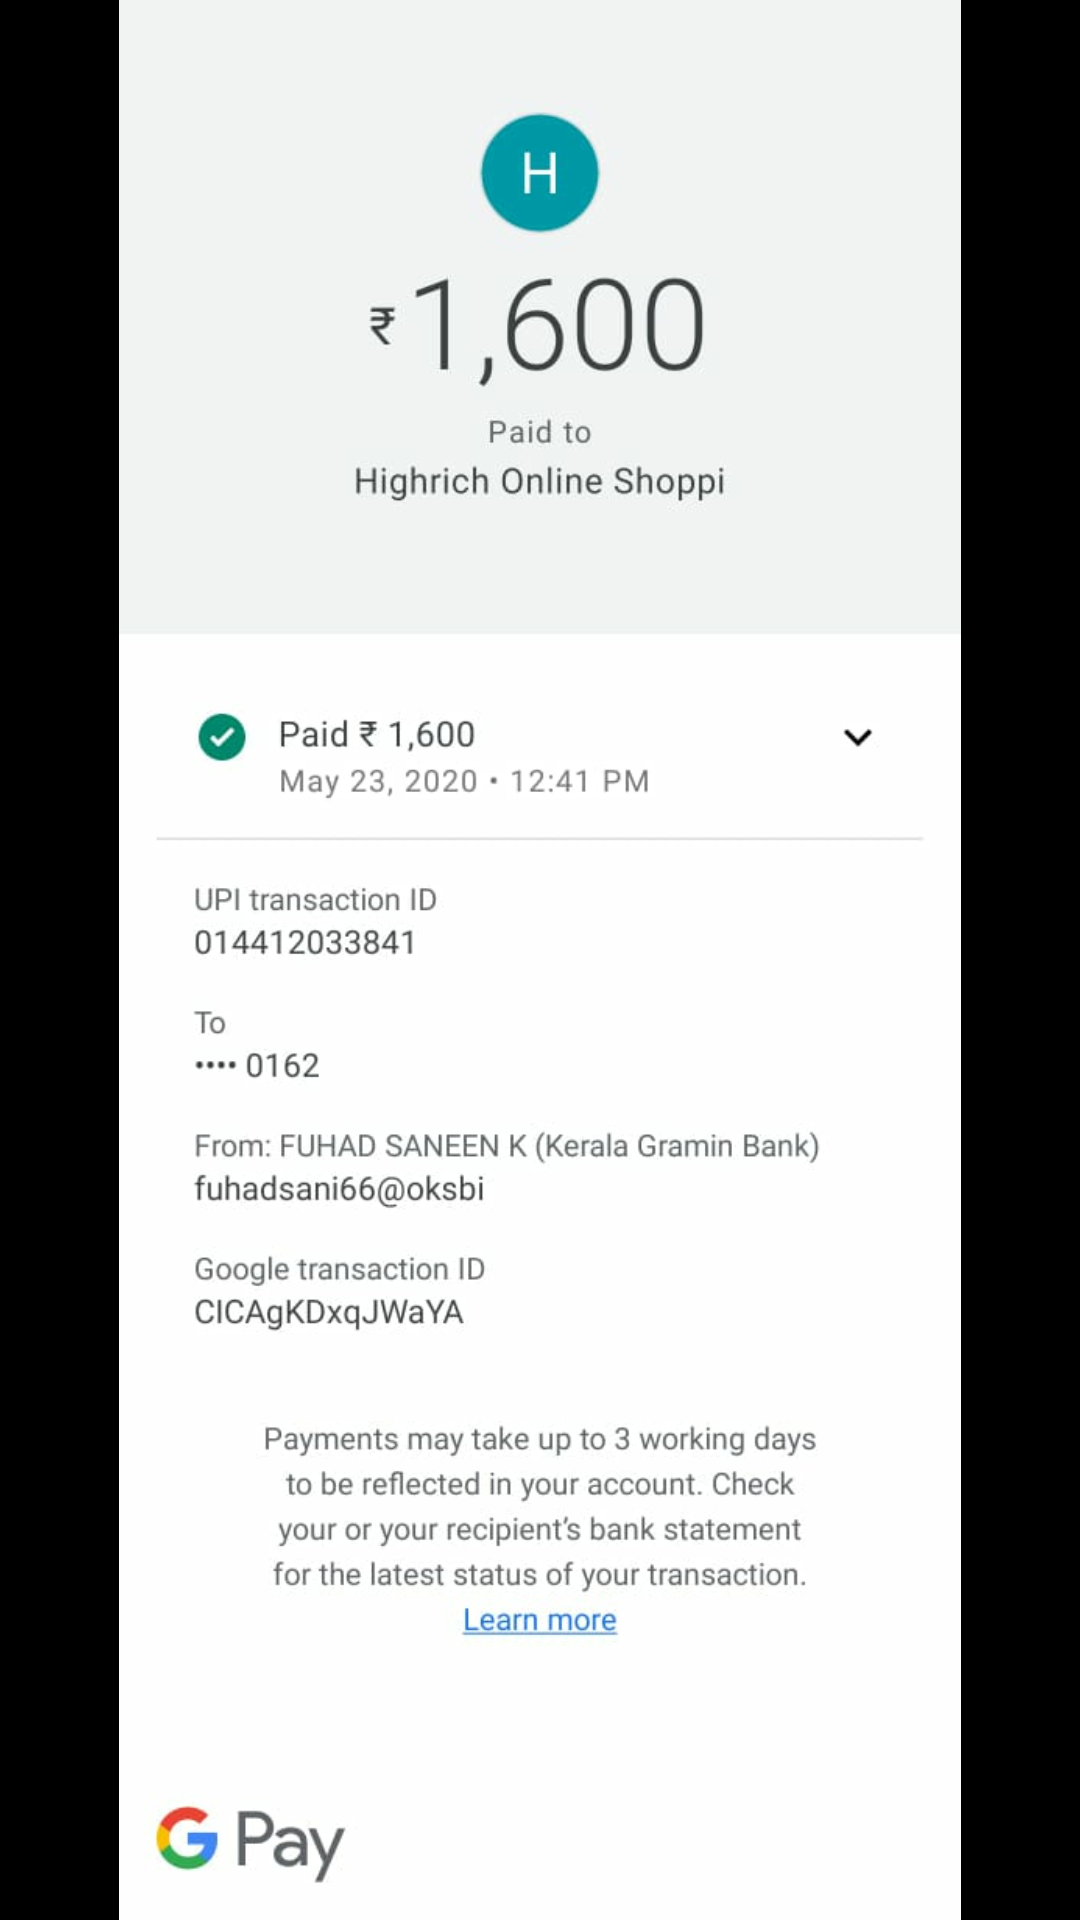 H
₹1,600
Paid to
Highrich Online Shoppi
Paid ₹ 1,600
May 23, 2020 • 12:41 PM
UPI transaction ID
014412033841
To
•••• 0162
From: FUHAD SANEEN K (Kerala Gramin Bank)
fuhadsani66@oksbi
Google transaction ID
CICAgKDxqJWaYA
Payments may take up to 3 working days
to be reflected in your account. Check
your or your recipient’s bank statement
for the latest status of your transaction.
Learn more
G Pay